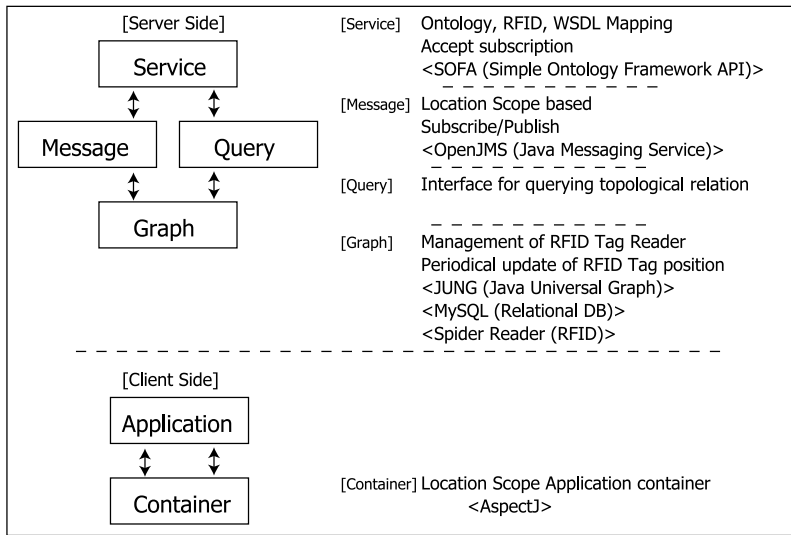 [Server Side]
Service
Message
Query
Graph
[Service] Ontology, RFID, WSDL Mapping
Accept subscription
<SOFA (Simple Ontology Framework API)>
[Message] Location Scope based
Subscribe/Publish
<OpenJMS (Java Messaging Service)>
[Query] Interface for querying topological relation
[Graph] Management of RFID Tag Reader
Periodical update of RFID Tag position
<JUNG (Java Universal Graph)>
<MySQL (Relational DB)>
<Spider Reader (RFID)>
[Client Side]
Application
Container
[Container] Location Scope Application container
<AspectJ>